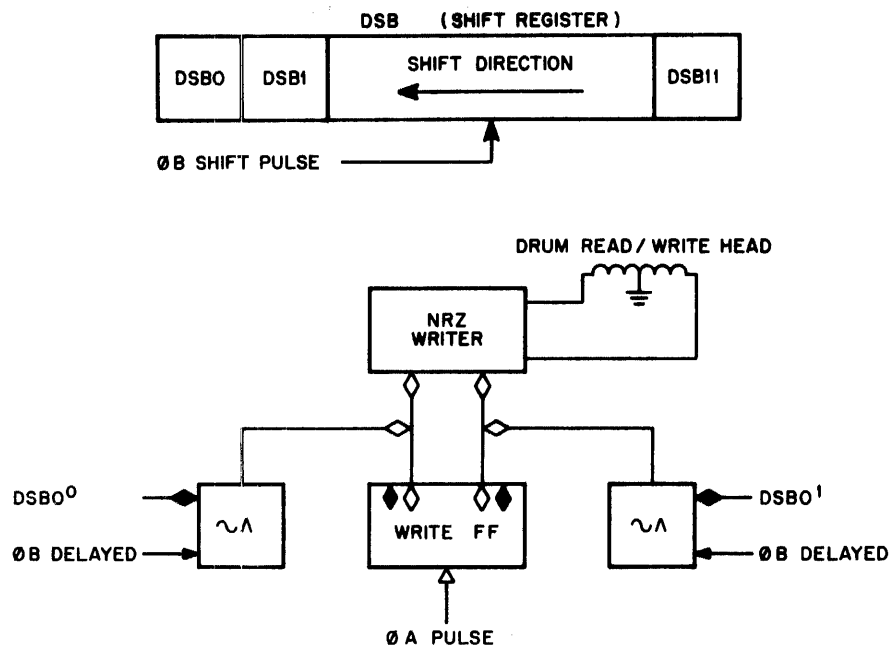 DSB (SHIFT REGISTER)
DSB0 DSB1 SHIFT DIRECTION DSB11
ØB SHIFT PULSE
DRUM READ/WRITE HEAD
NRZ
WRITER
DSB0⁰ DSB0¹
∿∧ WRITE FF ∿∧
ØB DELAYED ØB DELAYED
ØA PULSE